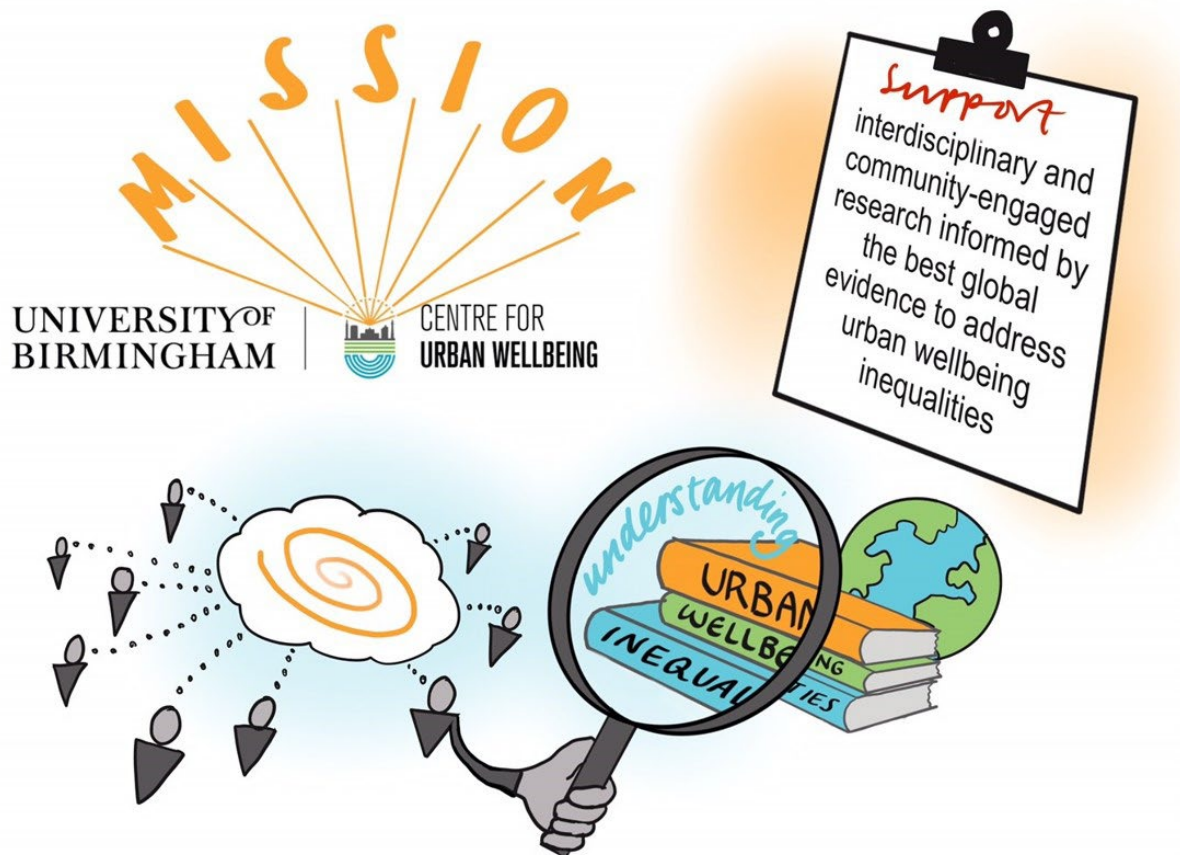 MISSION
UNIVERSITY OF
BIRMINGHAM
CENTRE FOR
URBAN WELLBEING
Support
interdisciplinary and
community-engaged
research informed by
the best global
evidence to address
urban wellbeing
inequalities
understanding
URBAN
WELLBEING
INEQUALITIES